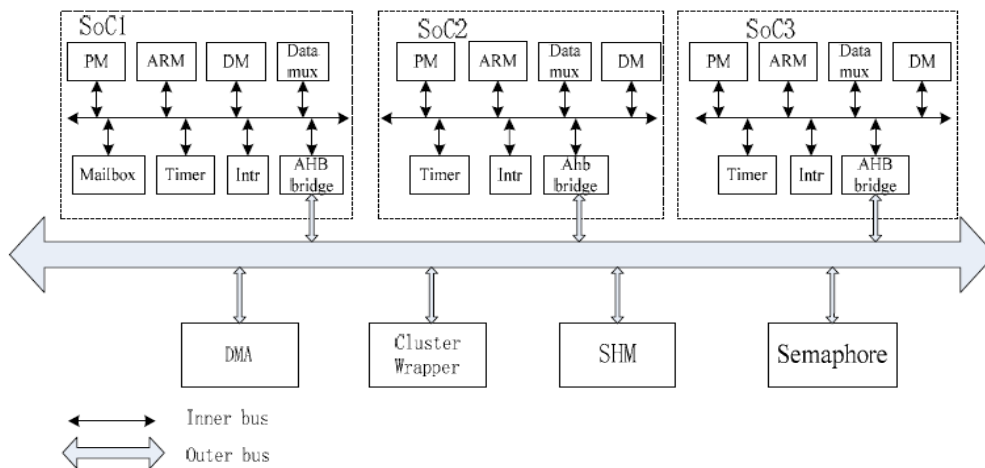 SoC1
PM
ARM
DM
Data
mux
Mailbox
Timer
Intr
AHB
bridge
SoC2
PM
ARM
Data
mux
DM
Timer
Intr
Ahb
bridge
SoC3
PM
ARM
Data
mux
DM
Timer
Intr
AHB
bridge
DMA
Cluster
Wrapper
SHM
Semaphore
Inner bus
Outer bus